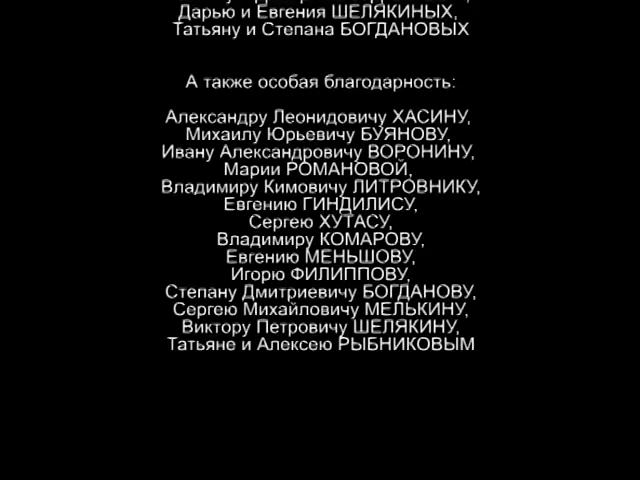 Дарью и Евгения ШЕЛЯКИНЫХ,
Татьяну и Степана БОГДАНОВЫХ
А также особая благодарность:
Александру Леонидовичу ХАСИНУ,
Михаилу Юрьевичу БУЯНОВУ,
Ивану Александровичу ВОРОНИНУ,
Марии РОМАНОВОЙ,
Владимиру Кимовичу ЛИТРОВНИКУ,
Евгению ГИНДИЛИСУ,
Сергею ХУТАСУ,
Владимиру КОМАРОВУ,
Евгению МЕНЬШОВУ,
Игорю ФИЛИППОВУ,
Степану Дмитриевичу БОГДАНОВУ,
Сергею Михайловичу МЕЛЬКИНУ,
Виктору Петровичу ШЕЛЯКИНУ,
Татьяне и Алексею РЫБНИКОВЫМ